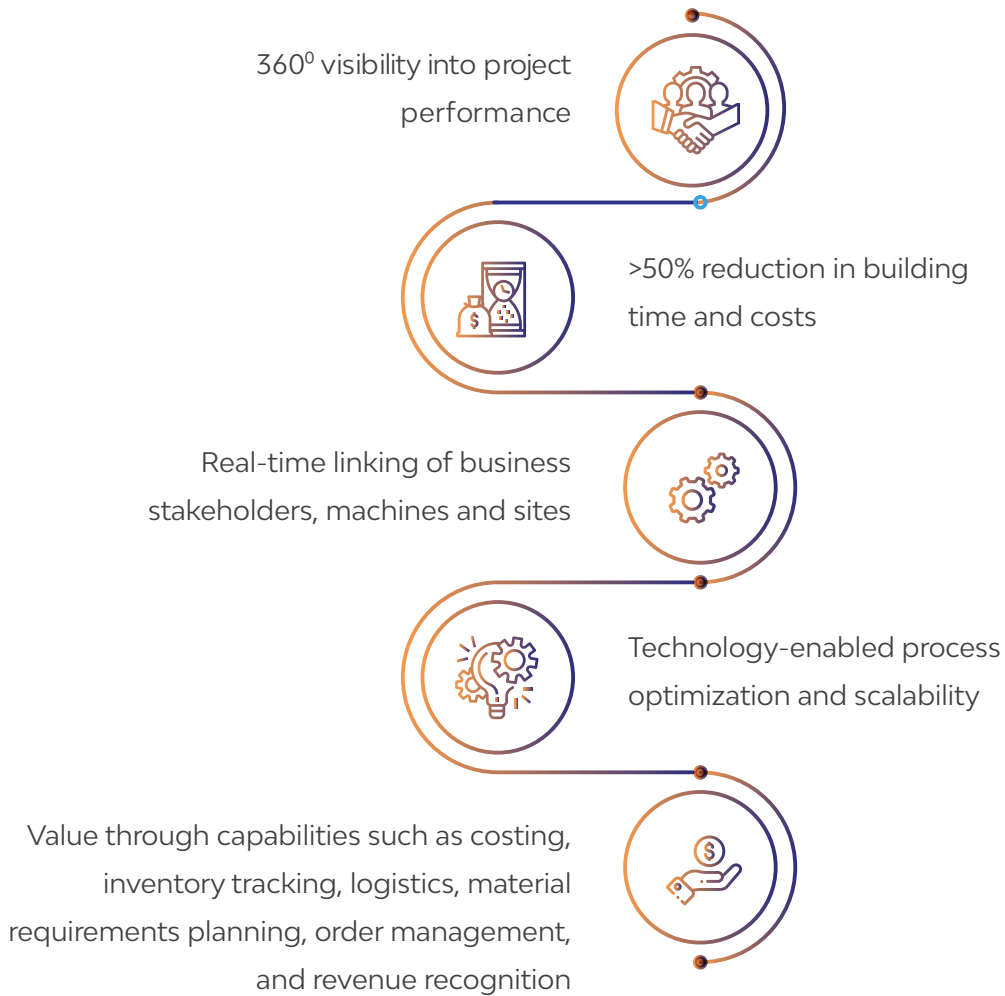 360⁰ visibility into project
performance
>50% reduction in building
time and costs
Real-time linking of business
stakeholders, machines and sites
Technology-enabled process
optimization and scalability
Value through capabilities such as costing,
inventory tracking, logistics, material
requirements planning, order management,
and revenue recognition
$
$